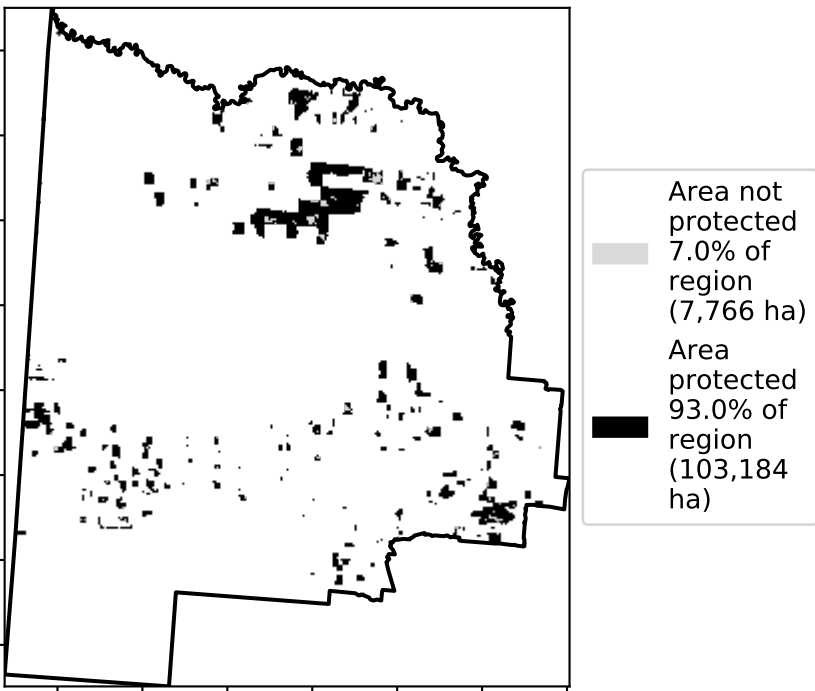 Area not
protected
7.0% of
region
(7,766 ha)
Area
protected
93.0% of
region
(103,184
ha)